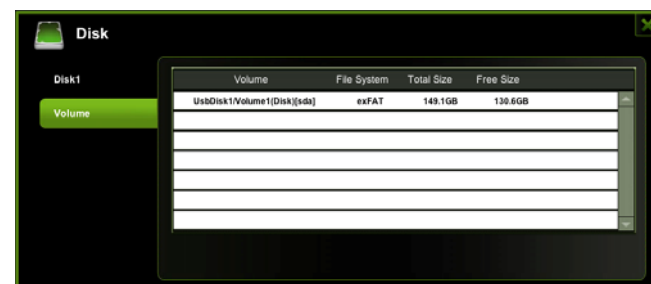 Disk
Disk1
Volume
Volume File System Total Size Free Size
UsbDisk1/Volume1(Disk)[sda] exFAT 149.1GB 130.6GB